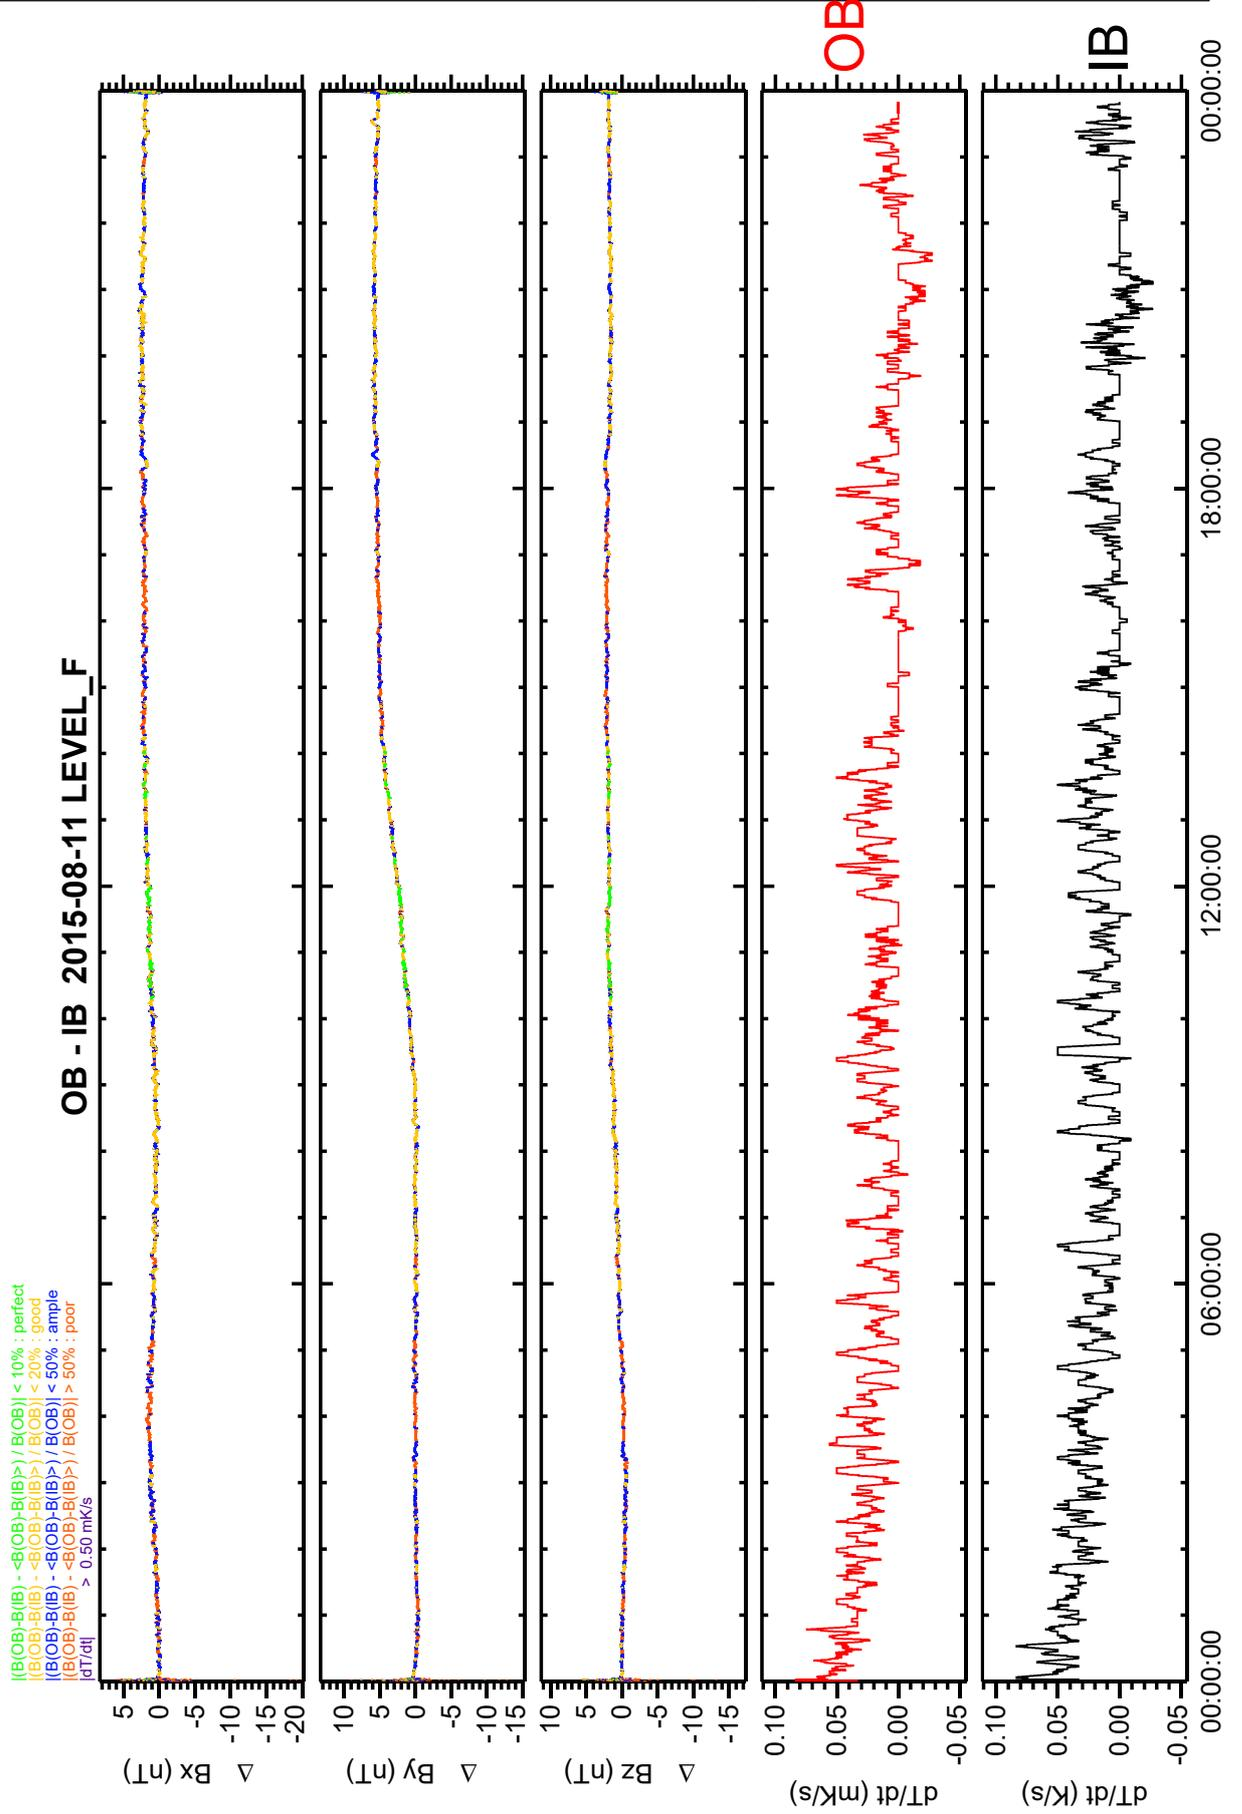 OB - IB 2015-08-11 LEVEL_F
|(B(OB)-B(IB) - <B(OB)-B(IB)>) / B(OB)| < 10% : perfect
|(B(OB)-B(IB) - <B(OB)-B(IB)>) / B(OB)| < 20% : good
|(B(OB)-B(IB) - <B(OB)-B(IB)>) / B(OB)| < 50% : ample
|(B(OB)-B(IB) - <B(OB)-B(IB)>) / B(OB)| > 50% : poor
|dT/dt| > 0.50 mK/s
Δ Bx (nT)
5
0
-5
-10
-15
-20
Δ By (nT)
10
5
0
-5
-10
-15
Δ Bz (nT)
10
5
0
-5
-10
-15
dT/dt (mK/s)
0.10
0.05
0.00
-0.05
OB
dT/dt (K/s)
0.10
0.05
0.00
-0.05
IB
00:00:00 06:00:00 12:00:00 18:00:00 00:00:00